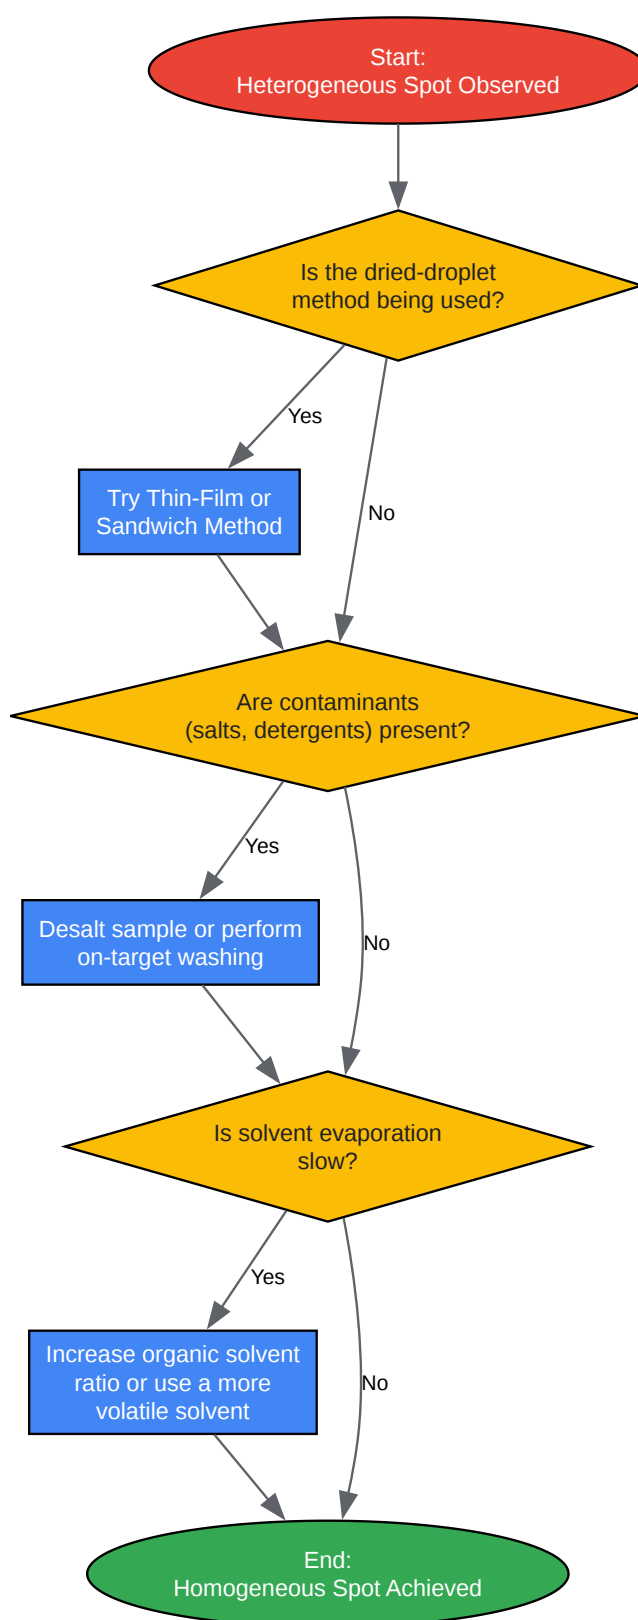 Start:
Heterogeneous Spot Observed
Is the dried-droplet
method being used?
Yes
No
Try Thin-Film or
Sandwich Method
Are contaminants
(salts, detergents) present?
Yes
No
Desalt sample or perform
on-target washing
Is solvent evaporation
slow?
Yes
No
Increase organic solvent
ratio or use a more
volatile solvent
End:
Homogeneous Spot Achieved